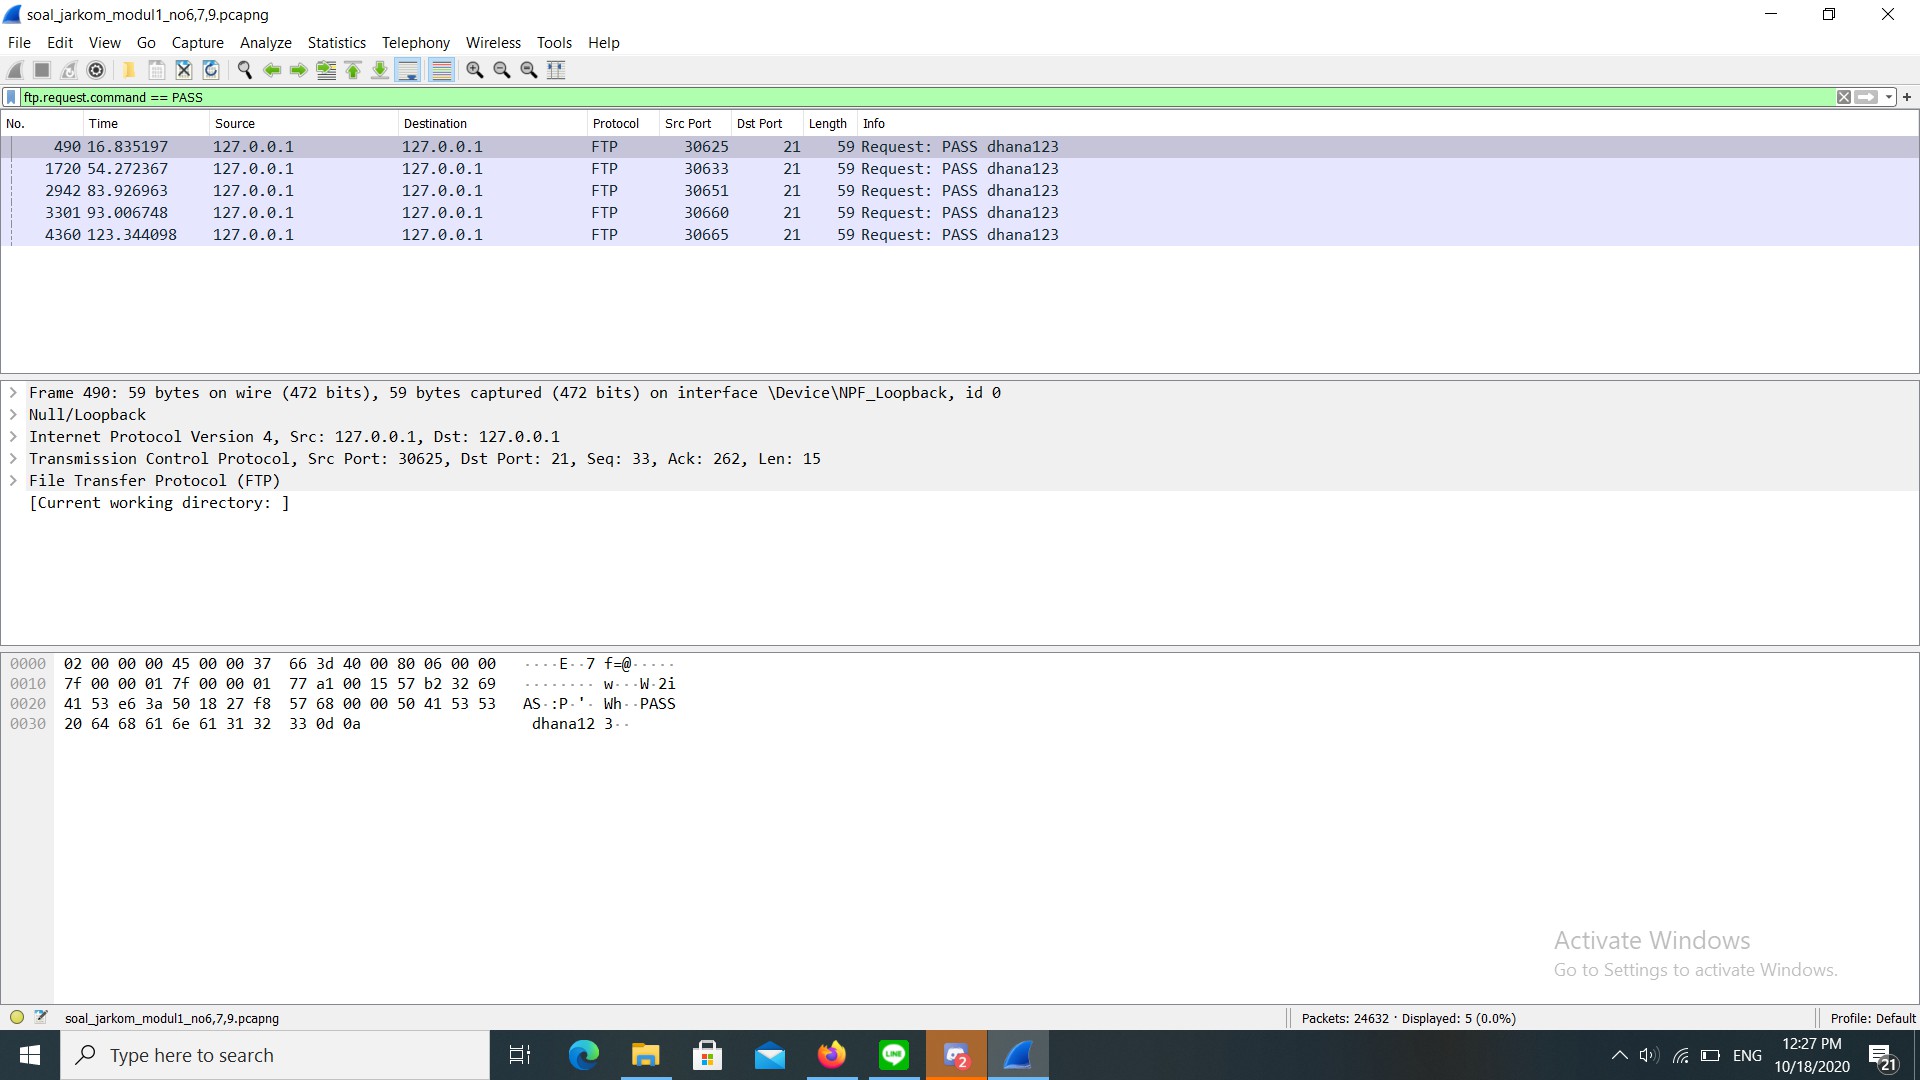 soal_jarkom_modul1_no6,7,9.pcapng
File Edit View Go Capture Analyze Statistics Telephony Wireless Tools Help
ftp.request.command == PASS
No. Time Source Destination Protocol Src Port Dst Port Length Info
490 16.835197 127.0.0.1 127.0.0.1 FTP 30625 21 59 Request: PASS dhana123
1720 54.272367 127.0.0.1 127.0.0.1 FTP 30633 21 59 Request: PASS dhana123
2942 83.926963 127.0.0.1 127.0.0.1 FTP 30651 21 59 Request: PASS dhana123
3301 93.006748 127.0.0.1 127.0.0.1 FTP 30660 21 59 Request: PASS dhana123
4360 123.344098 127.0.0.1 127.0.0.1 FTP 30665 21 59 Request: PASS dhana123
Frame 490: 59 bytes on wire (472 bits), 59 bytes captured (472 bits) on interface \Device\NPF_Loopback, id 0
Null/Loopback
Internet Protocol Version 4, Src: 127.0.0.1, Dst: 127.0.0.1
Transmission Control Protocol, Src Port: 30625, Dst Port: 21, Seq: 33, Ack: 262, Len: 15
File Transfer Protocol (FTP)
[Current working directory: ]
0000 02 00 00 00 45 00 00 37 66 3d 40 00 80 06 00 00 ····E··7 f=@·····
0010 7f 00 00 01 7f 00 00 01 77 a1 00 15 57 b2 32 69 ········ w···W·2i
0020 41 53 e6 3a 50 18 27 f8 57 68 00 00 50 41 53 53 AS·:P·'· Wh··PASS
0030 20 64 68 61 6e 61 31 32 33 0d 0a dhana12 3··
Activate Windows
Go to Settings to activate Windows.
soal_jarkom_modul1_no6,7,9.pcapng Packets: 24632 · Displayed: 5 (0.0%) Profile: Default
Type here to search LINE 2 ENG 12:27 PM 21
10/18/2020